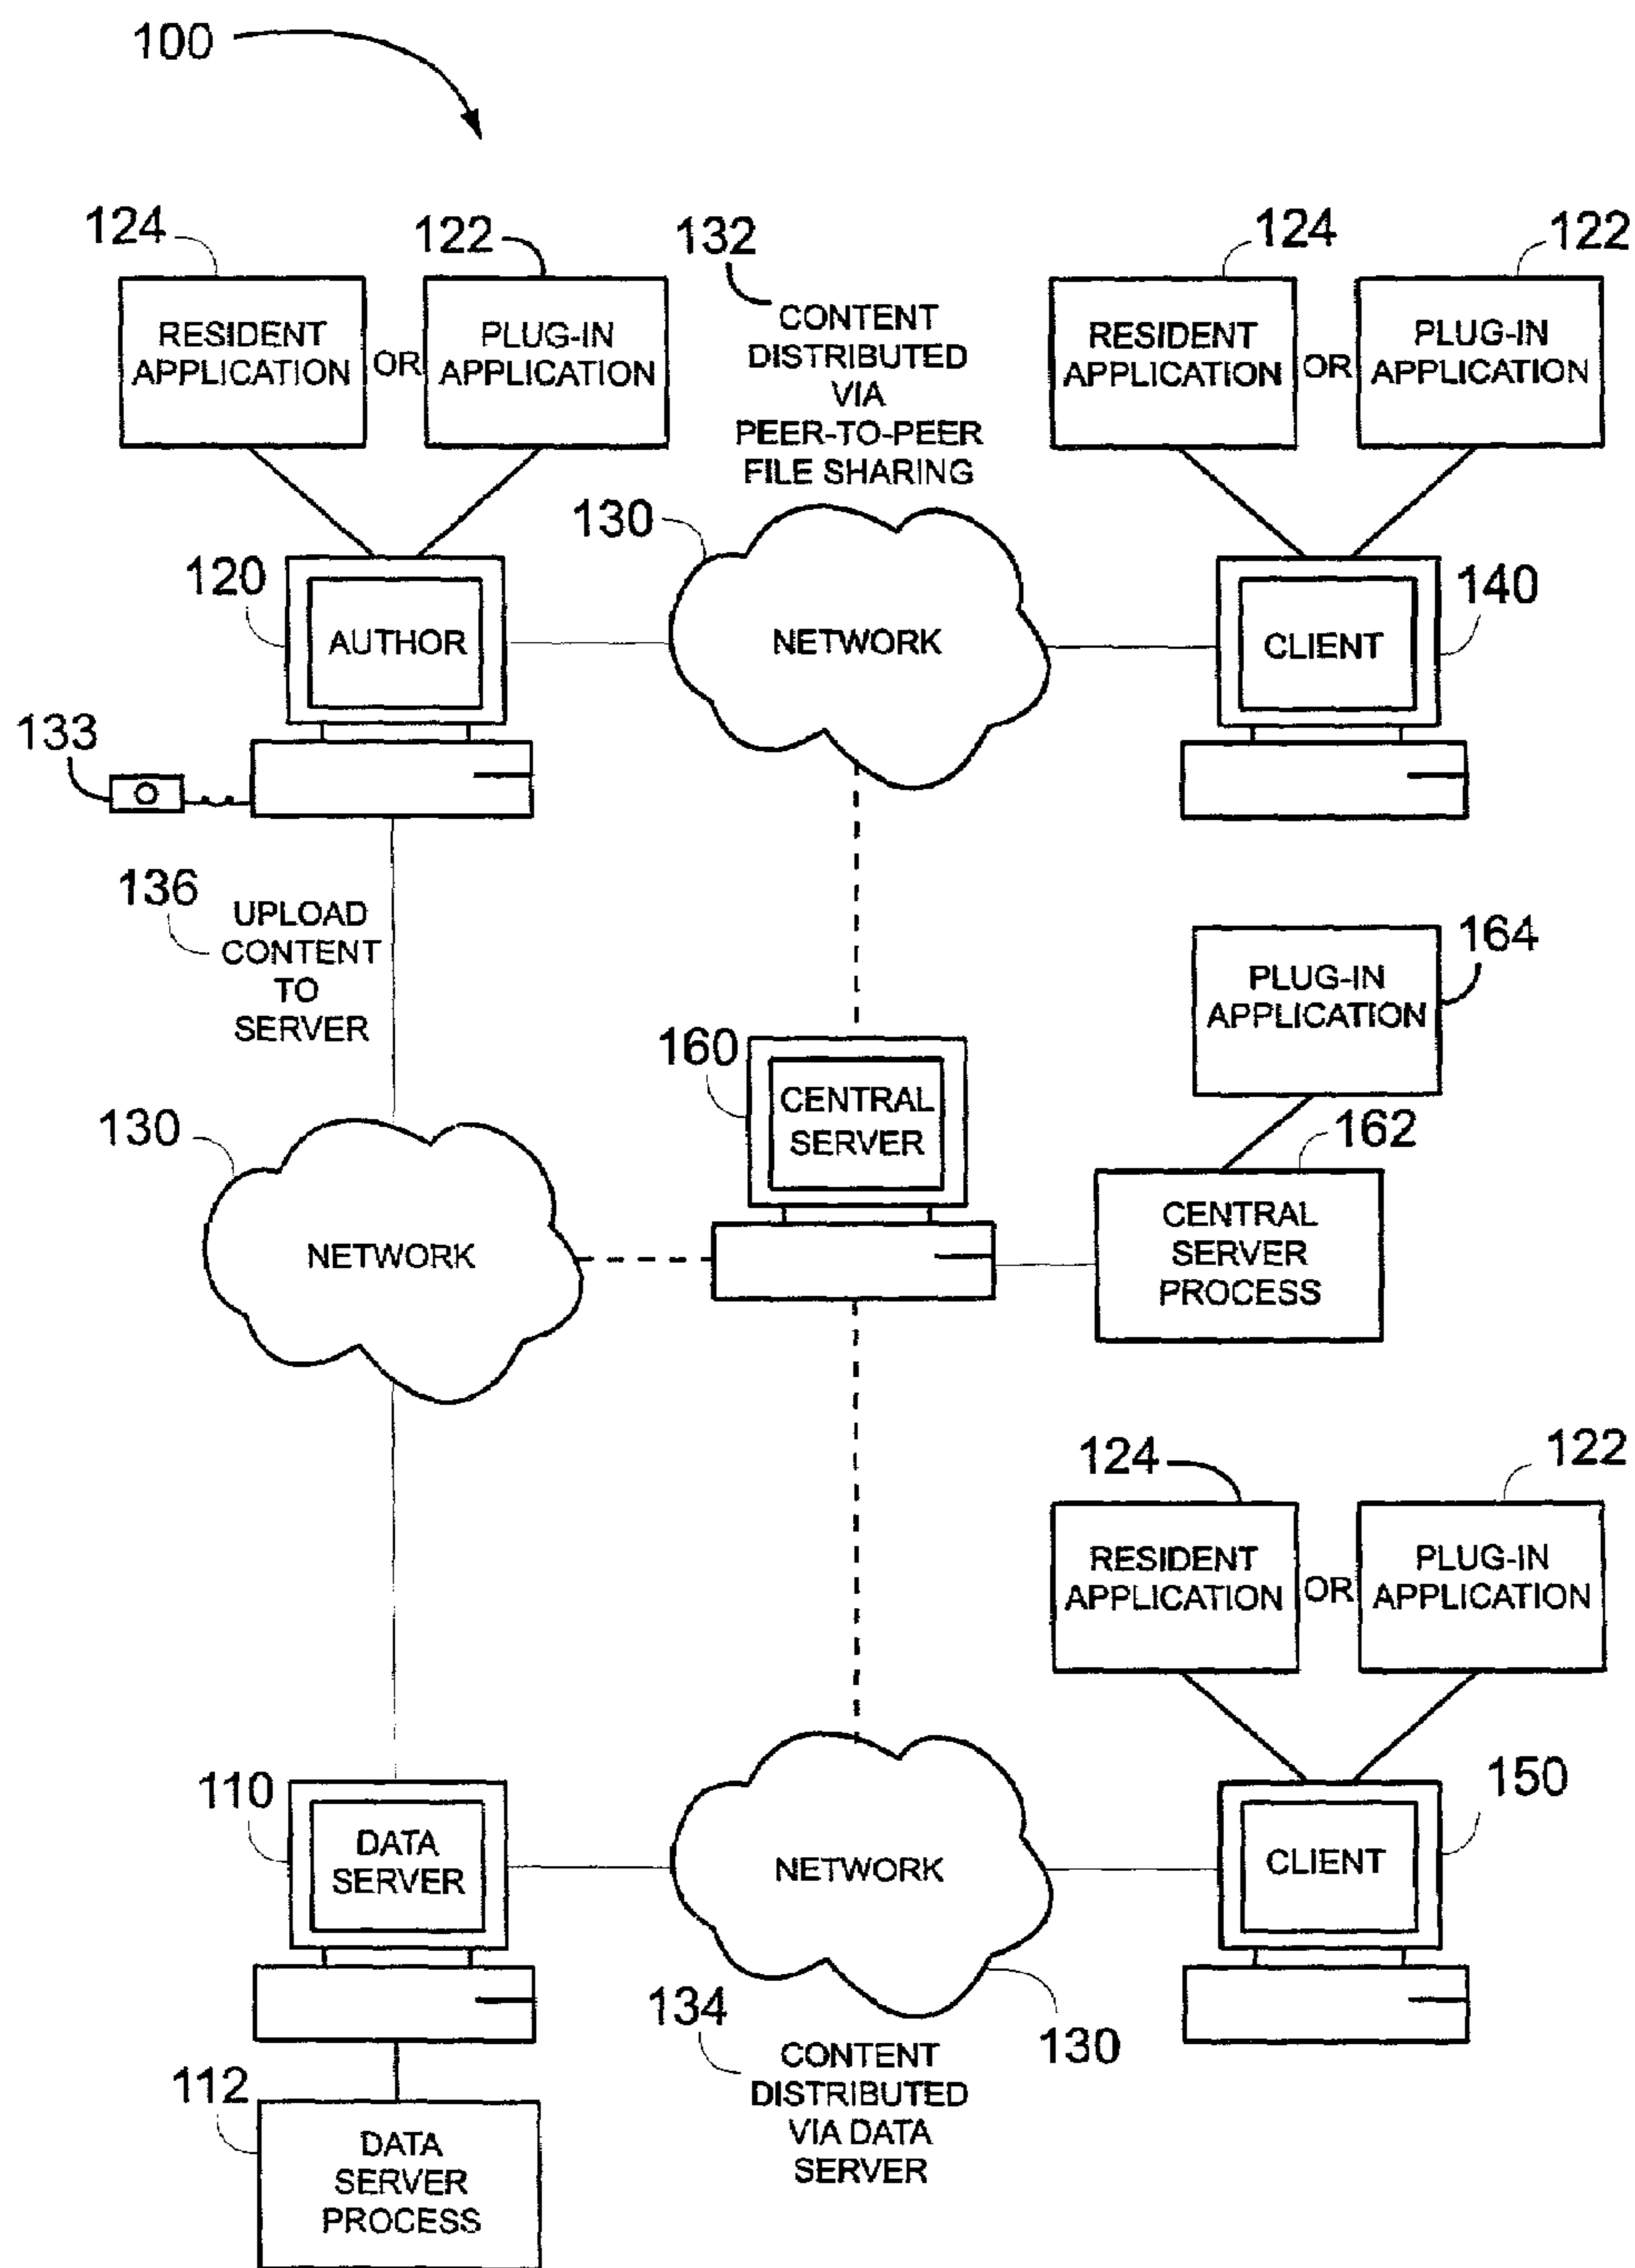 100
124
122
132
124
122
RESIDENT
APPLICATION
OR
PLUG-IN
APPLICATION
CONTENT
DISTRIBUTED
VIA
PEER-TO-PEER
FILE SHARING
RESIDENT
APPLICATION
OR
PLUG-IN
APPLICATION
130
120
AUTHOR
NETWORK
CLIENT
140
133
136
UPLOAD
CONTENT
TO
SERVER
PLUG-IN
APPLICATION
164
160
CENTRAL
SERVER
130
NETWORK
162
CENTRAL
SERVER
PROCESS
124
122
RESIDENT
APPLICATION
OR
PLUG-IN
APPLICATION
110
DATA
SERVER
NETWORK
CLIENT
150
134
130
CONTENT
DISTRIBUTED
VIA DATA
SERVER
112
DATA
SERVER
PROCESS